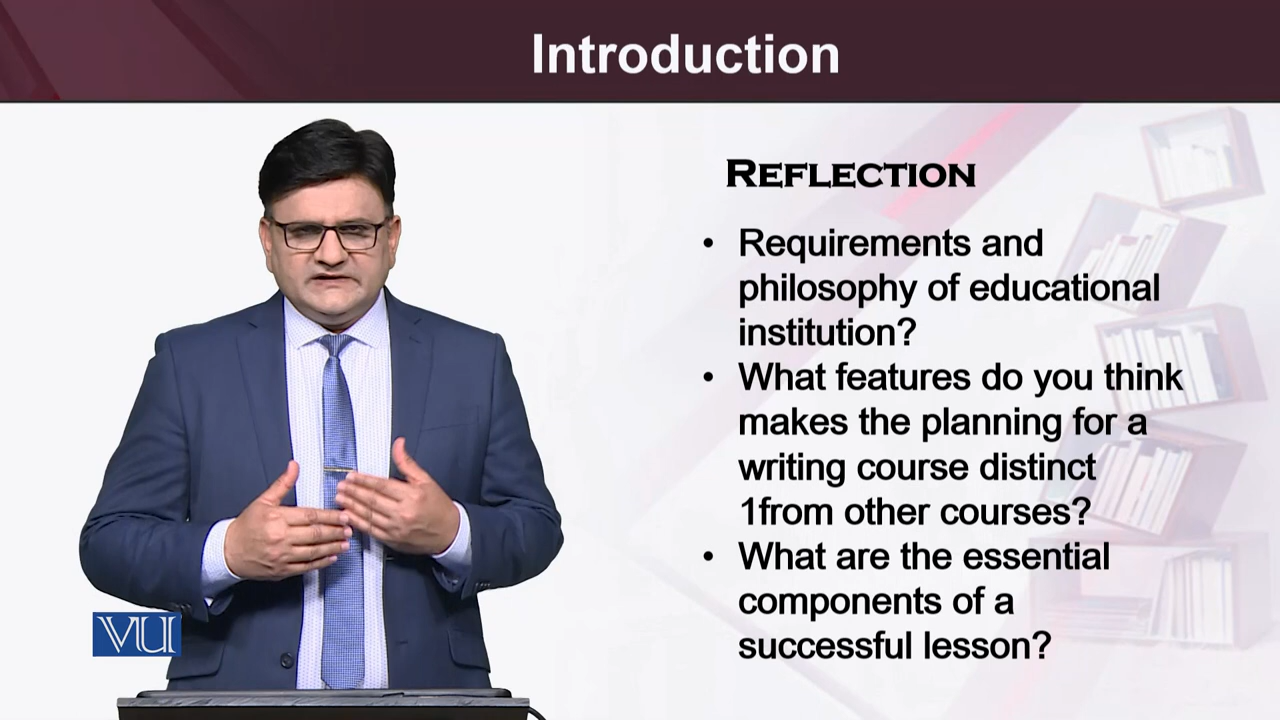 Introduction
REFLECTION
• Requirements and
philosophy of educational
institution?
• What features do you think
makes the planning for a
writing course distinct
1from other courses?
• What are the essential
components of a
successful lesson?
VU